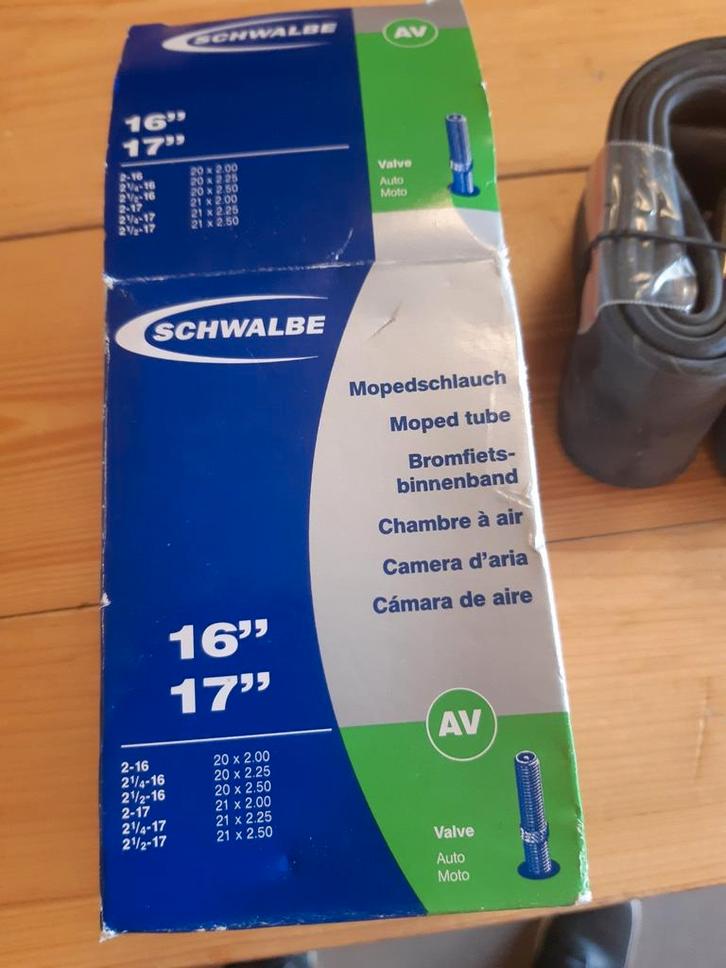 SCHWALBE
AV
16”
17”
2-16 20 x 2.00
2¼-16 20 x 2.25
2½-16 20 x 2.50
2-17 21 x 2.00
2¼-17 21 x 2.25
2½-17 21 x 2.50
Valve
Auto
Moto
SCHWALBE
Mopedschlauch
Moped tube
Bromfiets-
binnenband
Chambre à air
Camera d’aria
Cámara de aire
16”
17”
2-16 20 x 2.00
2¼-16 20 x 2.25
2½-16 20 x 2.50
2-17 21 x 2.00
2¼-17 21 x 2.25
2½-17 21 x 2.50
AV
Valve
Auto
Moto